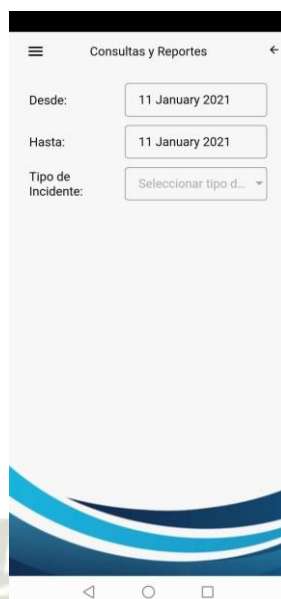 Consultas y Reportes
Desde:
11 January 2021
Hasta:
11 January 2021
Tipo de
Incidente:
Seleccionar tipo d...